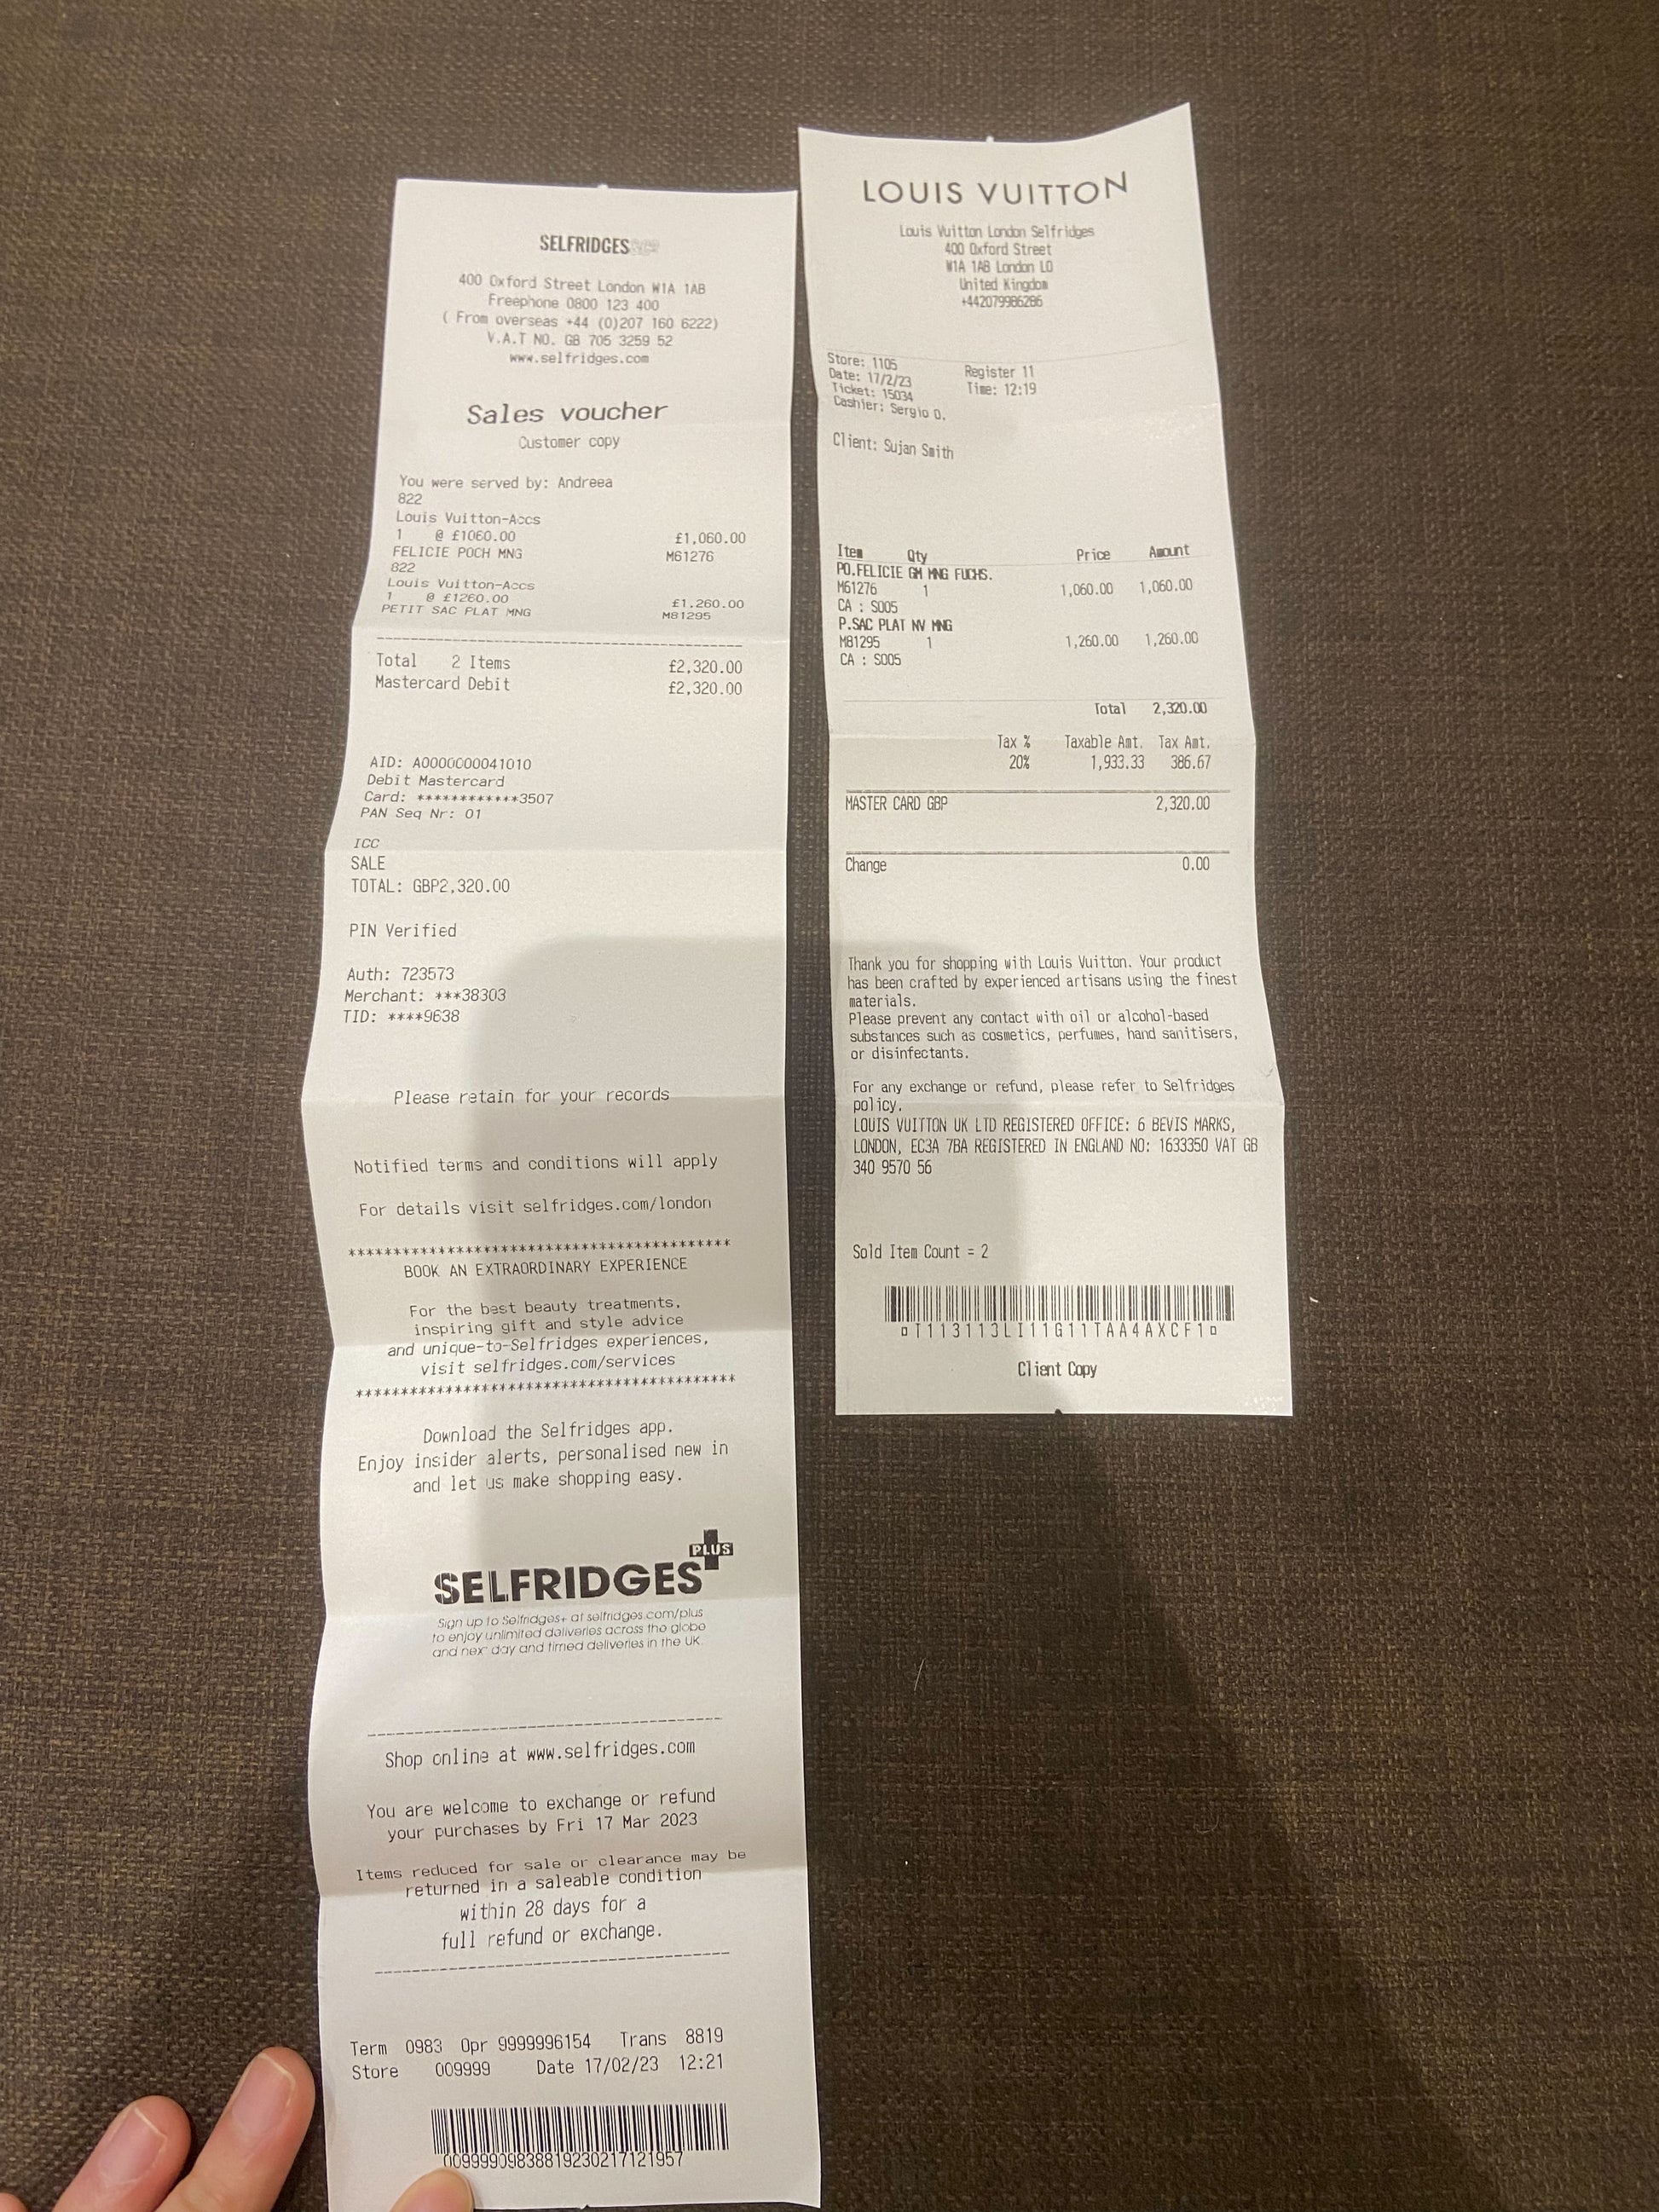 SELFRIDGES
400 Oxford Street London W1A 1AB
Freephone 0800 123 400
( From overseas +44 (0)207 160 6222)
V.A.T NO. GB 705 3259 52
www.selfridges.com
Sales voucher
Customer copy
You were served by: Andreea
822
Louis Vuitton-Accs
1 @ £1060.00 £1,060.00
FELICIE POCH MNG M61276
822
Louis Vuitton-Accs
1 @ £1260.00 £1.260.00
PETIT SAC PLAT MNG M81295
----------------------------------------
Total 2 Items £2,320.00
Mastercard Debit £2,320.00
AID: A0000000041010
Debit Mastercard
Card: ************3507
PAN Seq Nr: 01
ICC
SALE
TOTAL: GBP2,320.00
PIN Verified
Auth: 723573
Merchant: ***38303
TID: ****9638
Please retain for your records
Notified terms and conditions will apply
For details visit selfridges.com/london
******************************************
BOOK AN EXTRAORDINARY EXPERIENCE
For the best beauty treatments,
inspiring gift and style advice
and unique-to-Selfridges experiences,
visit selfridges.com/services
******************************************
Download the Selfridges app.
Enjoy insider alerts, personalised new in
and let us make shopping easy.
PLUS
SELFRIDGES
Sign up to Selfridges+ at selfridges.com/plus
to enjoy unlimited deliveries across the globe
and next day and timed deliveries in the UK.
----------------------------------------
Shop online at www.selfridges.com
You are welcome to exchange or refund
your purchases by Fri 17 Mar 2023
Items reduced for sale or clearance may be
returned in a saleable condition
within 28 days for a
full refund or exchange.
----------------------------------------
Term 0983 Opr 9999996154 Trans 8819
Store 009999 Date 17/02/23 12:21
0099990983881923021712195​7
LOUIS VUITTON
Louis Vuitton London Selfridges
400 Oxford Street
W1A 1AB London LO
United Kingdom
+442079986286
Store: 1105
Date: 17/2/23 Register 11
Ticket: 15034 Time: 12:19
Cashier: Sergio D.
Client: Sujan Smith
Item Qty Price Amount
PO.FELICIE GM MNG FUCHS.
M61276 1 1,060.00 1,060.00
CA : S005
P.SAC PLAT NV MNG
M81295 1 1,260.00 1,260.00
CA : S005
Total 2,320.00
Tax % Taxable Amt. Tax Amt.
20% 1,933.33 386.67
MASTER CARD GBP 2,320.00
Change 0.00
Thank you for shopping with Louis Vuitton. Your product
has been crafted by experienced artisans using the finest
materials.
Please prevent any contact with oil or alcohol-based
substances such as cosmetics, perfumes, hand sanitisers,
or disinfectants.
For any exchange or refund, please refer to Selfridges
policy.
LOUIS VUITTON UK LTD REGISTERED OFFICE: 6 BEVIS MARKS,
LONDON, EC3A 7BA REGISTERED IN ENGLAND NO: 1633350 VAT GB
340 9570 56
Sold Item Count = 2
¤T113113LI11G11TAA4AXCF1¤
Client Copy